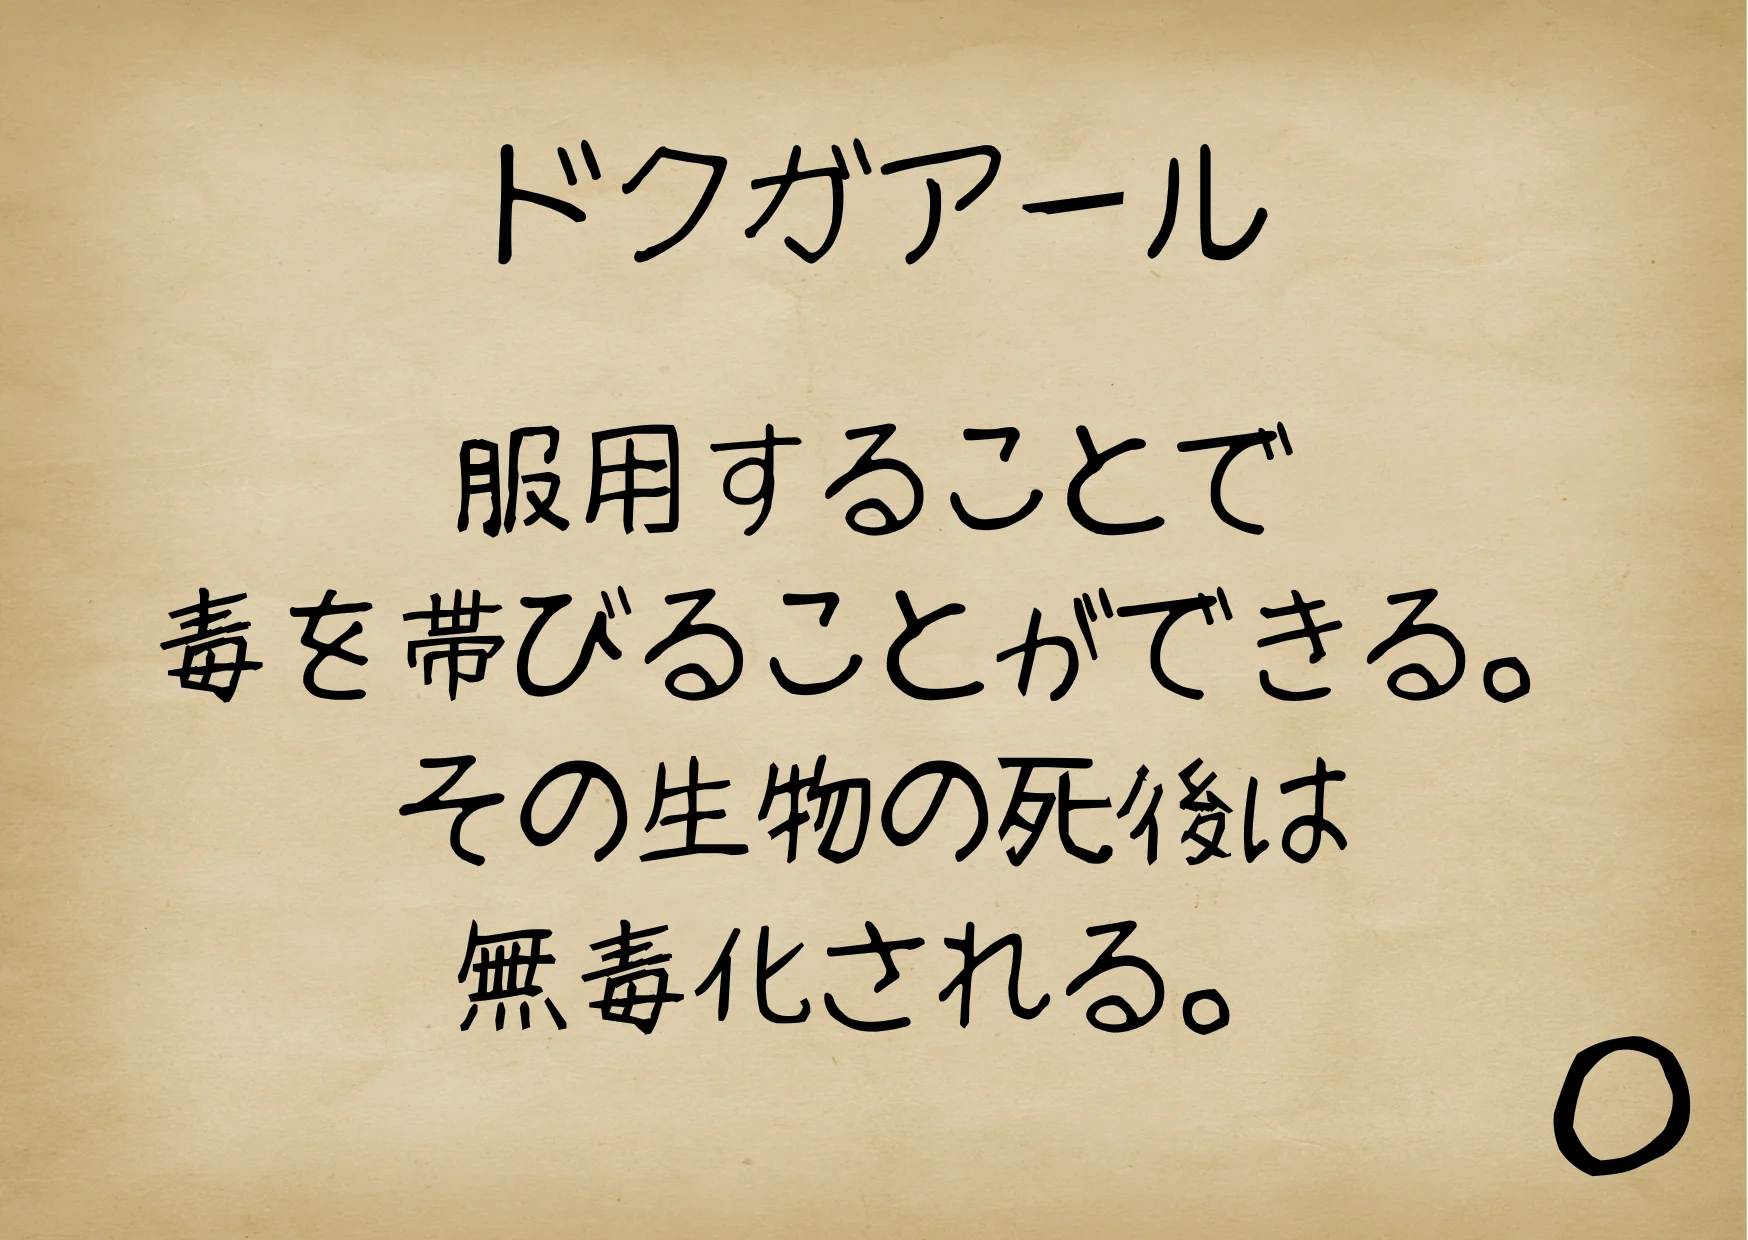 ドクガアール
服用することで
毒を帯びることができる。
その生物の死後は
無毒化される。
〇